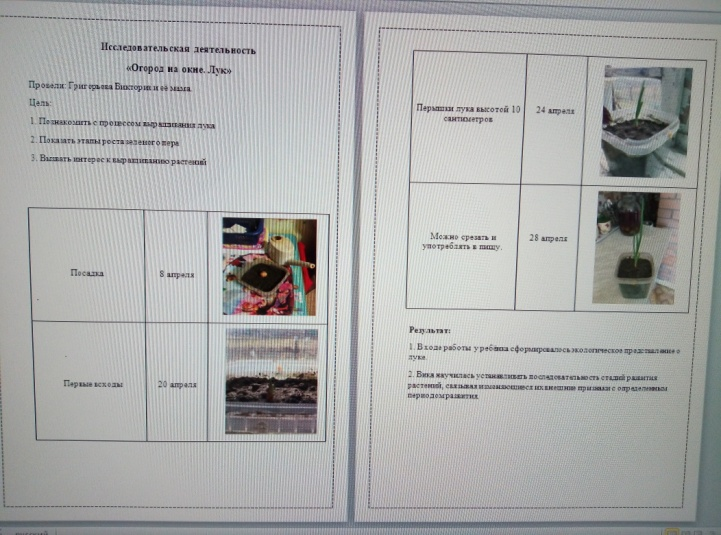 Исследовательская деятельность
«Огород на окне. Лук»
Провели: Григорьева Виктория и её мама.
Цель:
1. Познакомить с процессом выращивания лука
2. Показать этапы роста зеленого пера
3. Вызвать интерес к выращиванию растений
Посадка
8 апреля
Первые всходы
20 апреля
Перышки лука высотой 10
сантиметров
24 апреля
Можно срезать и
употреблять в пищу.
28 апреля
Результат:
1. В ходе работы у ребёнка сформировалось экологическое представление о
луке.
2. Вика научилась устанавливать последовательность стадий развития
растений, связывая изменяющиеся их внешние признаки с определенным
периодом развития.
русский